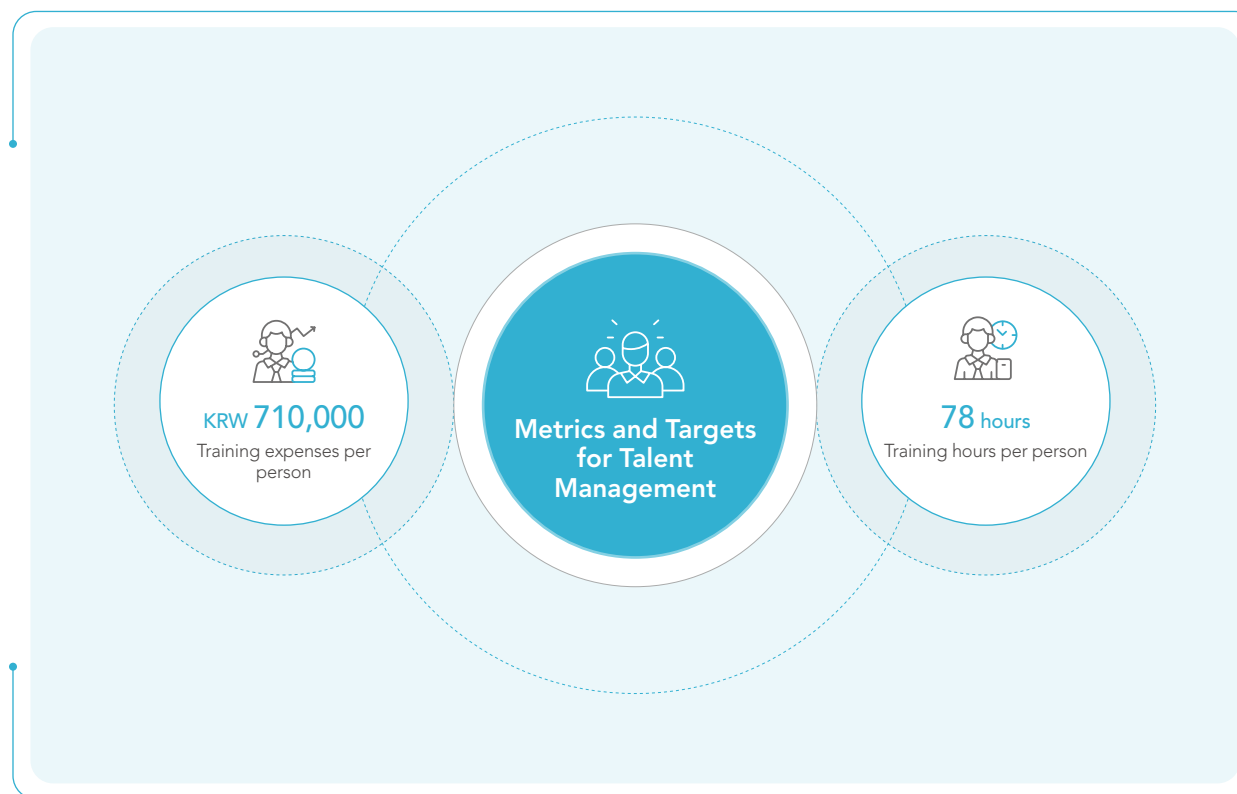 KRW 710,000
Training expenses per
person
Metrics and Targets
for Talent
Management
78 hours
Training hours per person